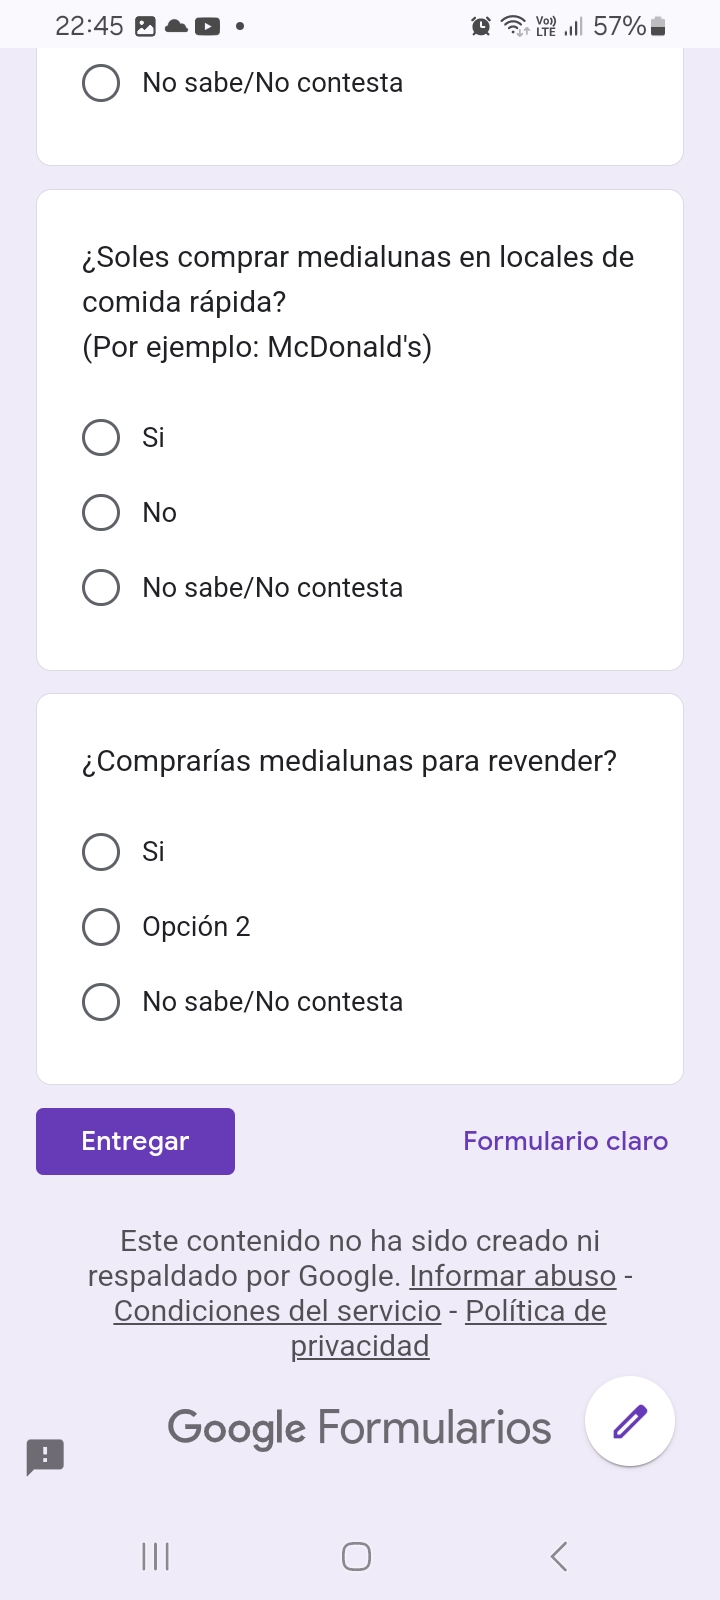 22:45
Vo)) LTE
57%
No sabe/No contesta
¿Soles comprar medialunas en locales de
comida rápida?
(Por ejemplo: McDonald's)
Si
No
No sabe/No contesta
¿Comprarías medialunas para revender?
Si
Opción 2
No sabe/No contesta
Entregar
Formulario claro
Este contenido no ha sido creado ni
respaldado por Google. Informar abuso -
Condiciones del servicio - Política de
privacidad
Google Formularios